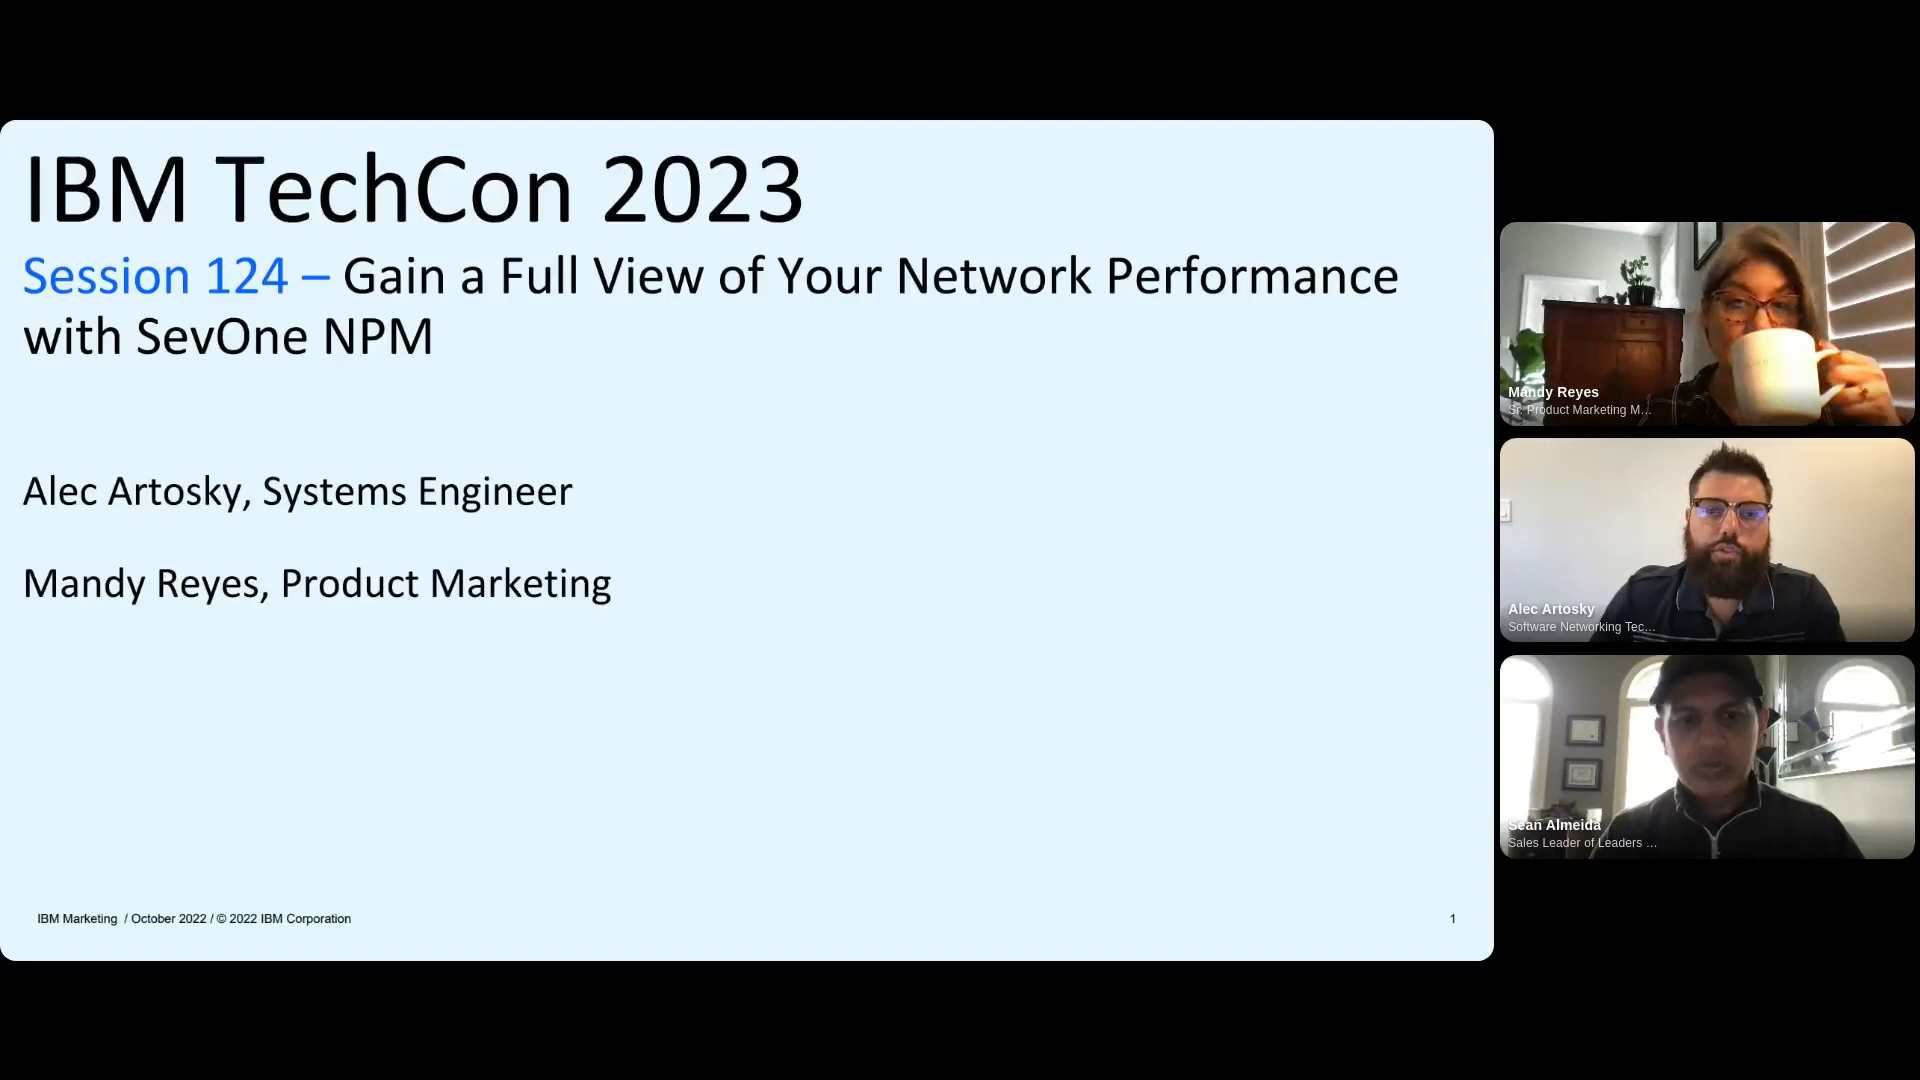 IBM TechCon 2023
Session 124 – Gain a Full View of Your Network Performance
with SevOne NPM
Alec Artosky, Systems Engineer
Mandy Reyes, Product Marketing
IBM Marketing / October 2022 / © 2022 IBM Corporation
1
Mandy Reyes
Sr. Product Marketing M...
Alec Artosky
Software Networking Tec...
Sean Almeida
Sales Leader of Leaders ...